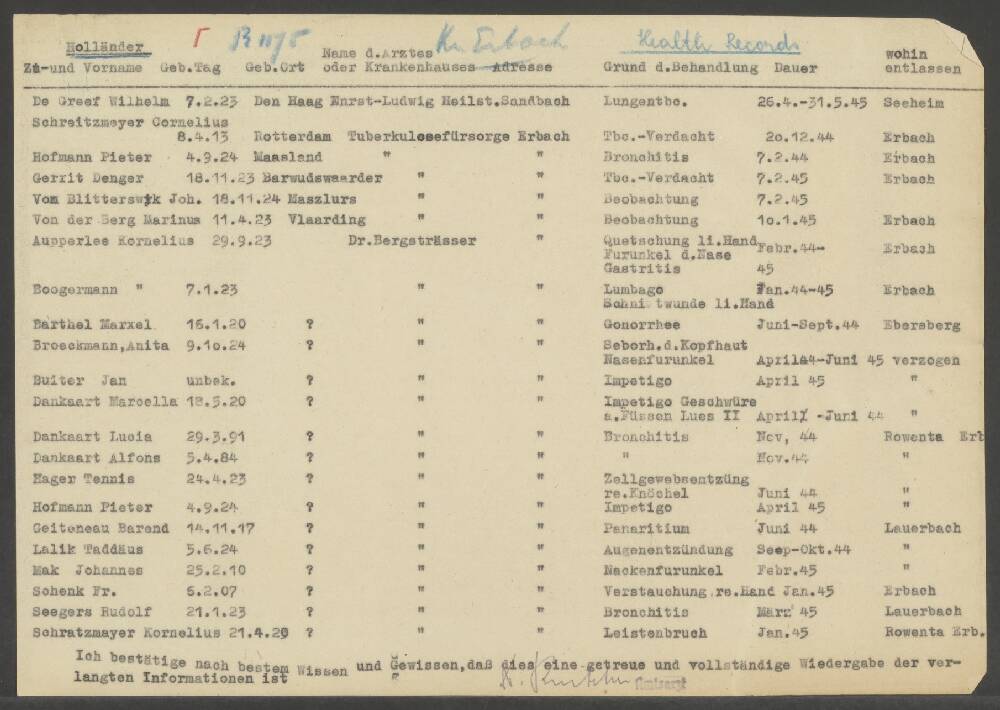 Holländer Γ B 1175 Name d.Arztes Kr. Erbach Health Records wohin
Zu-und Vorname Geb.Tag Geb.Ort oder Krankenhauses Adresse Grund d.Behandlung Dauer entlassen
De Greef Wilhelm 7.2.23 Den Haag Ernst-Ludwig Heilst.Sandbach Lungentbc. 26.4.-31.5.45 Seeheim
Schreitzmeyer Cornelius
8.4.13 Rotterdam Tuberkulosefürsorge Erbach Tbc.-Verdacht 20.12.44 Erbach
Hofmann Pieter 4.9.24 Maasland " " Bronchitis 7.2.44 Erbach
Gerrit Denger 18.11.23 Barwudswaarder " " Tbc.-Verdacht 7.2.45 Erbach
Vom Blitterswyk Joh. 18.11.24 Maszlurs " " Beobachtung 7.2.45
Von der Berg Marinus 11.4.23 Vlaarding " " Beobachtung 10.1.45 Erbach
Aupperlee Kornelius 29.9.23 Dr.Bergsträsser " Quetschung li.Hand Febr.44- Erbach
Furunkel d.Nase
Gastritis 45
Boogermann " 7.1.23 " " Lumbago Jan.44-45 Erbach
Schnittwunde li.Hand
Barthel Marxel 16.1.20 ? " " Gonorrhee Juni-Sept.44 Ebersberg
Broeckmann,Anita 9.10.24 ? " " Seborh.d.Kopfhaut
Nasenfurunkel April44-Juni 45 verzogen
Buiter Jan unbek. ? " " Impetigo April 45 "
Dankaart Marcella 18.5.20 ? " " Impetigo Geschwüre
a.Füssen Lues II April -Juni 44 "
Dankaart Lucia 29.3.91 ? " " Bronchitis Nov, 44 Rowenta Erb
Dankaart Alfons 5.4.84 ? " " " Nov.44 "
Hager Tennis 24.4.23 ? " " Zellgewebsentzüng
re.Knöchel Juni 44 "
Hofmann Pieter 4.9.24 ? " " Impetigo April 45 "
Geiteneau Barend 14.11.17 ? " " Panaritium Juni 44 Lauerbach
Lalik Taddäus 5.6.24 ? " " Augenentzündung Seep-Okt.44 "
Mak Johannes 25.2.10 ? " " Nackenfurunkel Febr.45 "
Schenk Fr. 6.2.07 ? " " Verstauchung.re.Hand Jan.45 Erbach
Seegers Rudolf 21.1.23 ? " " Bronchitis März 45 Lauerbach
Schratzmayer Kornelius 21.4.20 ? " " Leistenbruch Jan.45 Rowenta Erb.
Ich bestätige nach bestem Wissen und Gewissen,daß dies eine getreue und vollständige Wiedergabe der ver-
langten Informationen ist
Amtsarzt